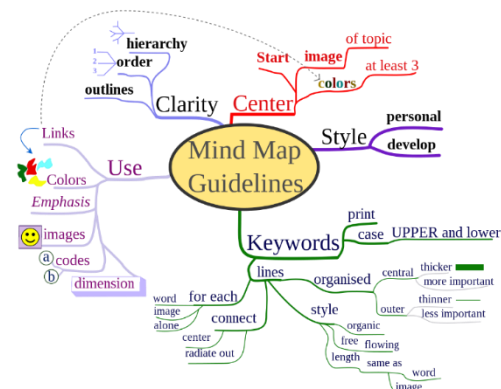 Mind Map
Guidelines
Center
Start
image
of topic
colors
at least 3
Style
personal
develop
Keywords
print
case
UPPER and lower
lines
organised
central
thicker
more important
outer
thinner
less important
style
organic
free
flowing
length
same as
word
image
connect
center
radiate out
for each
word
image
alone
Use
Links
Colors
Emphasis
images
a
codes
b
dimension
Clarity
hierarchy
1
order
2
3
outlines